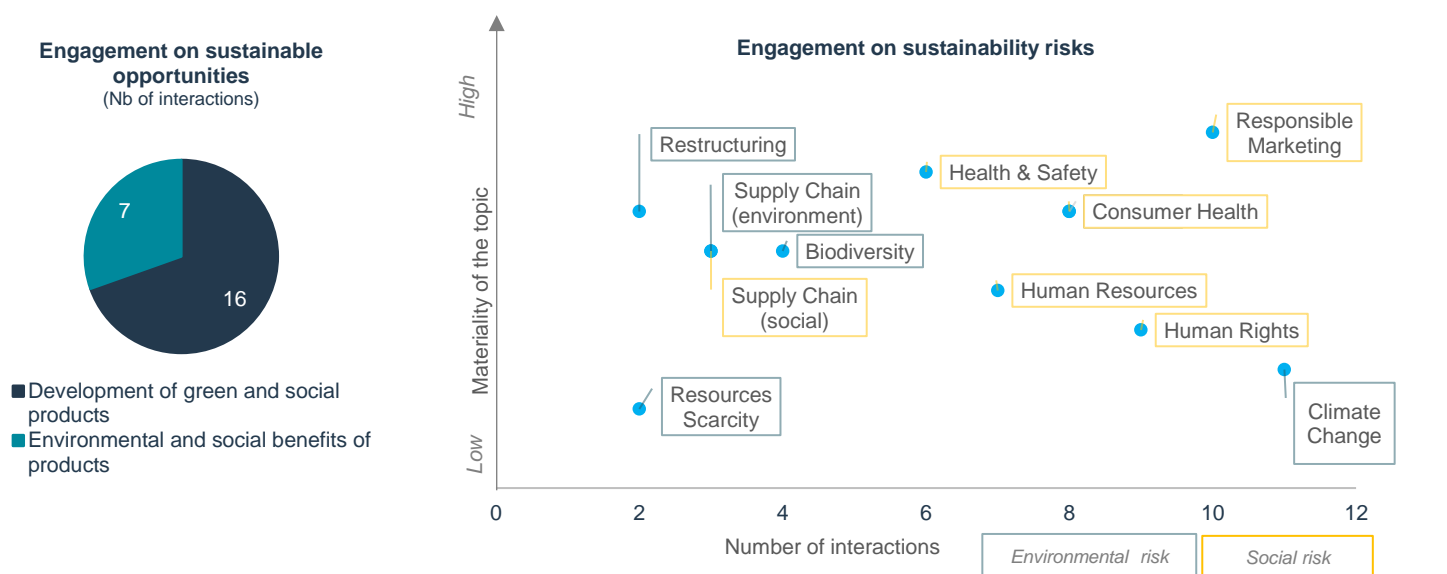 Engagement on sustainable
opportunities
(Nb of interactions)
7
16
Development of green and social
products
Environmental and social benefits of
products
Engagement on sustainability risks
High
Materiality of the topic
Low
Restructuring
Supply Chain
(environment)
Biodiversity
Supply Chain
(social)
Resources
Scarcity
Health & Safety
Responsible
Marketing
Consumer Health
Human Resources
Human Rights
Climate
Change
0 2 4 6 8 10 12
Number of interactions
Environmental risk
Social risk